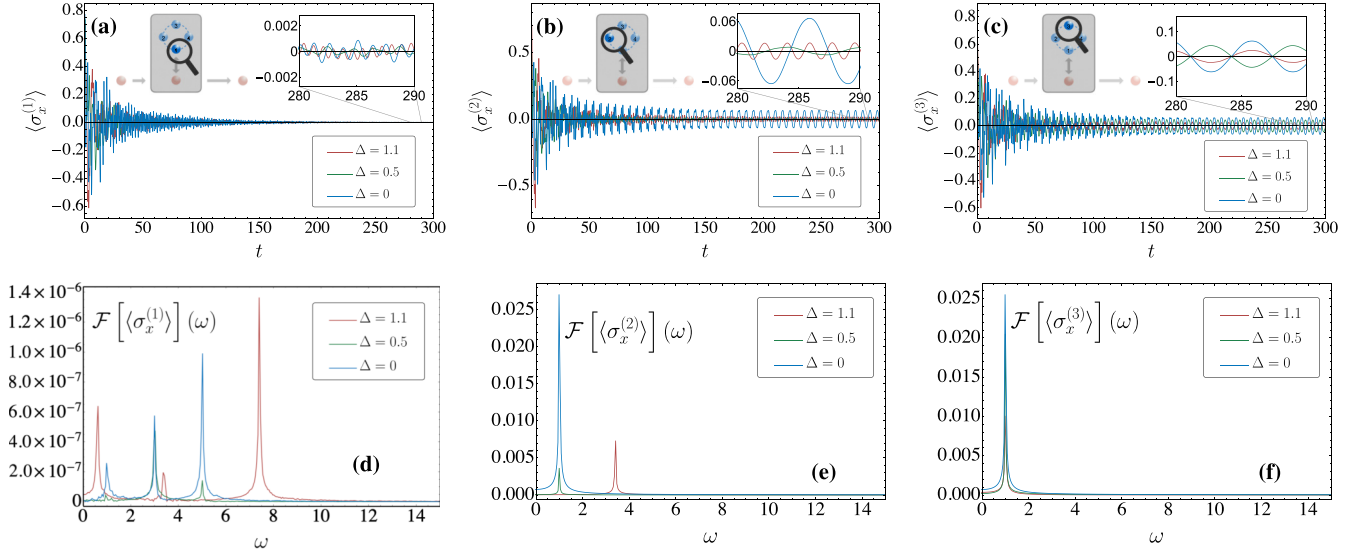 (a)
0.8
0.6
0.4
0.2
0.0
−0.2
−0.4
−0.6
⟨σ_x^(1)⟩
0.002
0
−0.002
280 285 290
Δ = 1.1
Δ = 0.5
Δ = 0
0 50 100 150 200 250 300
t
(b)
0.5
0.0
−0.5
⟨σ_x^(2)⟩
0.06
0
−0.06
280 285 290
Δ = 1.1
Δ = 0.5
Δ = 0
0 50 100 150 200 250 300
t
(c)
0.8
0.6
0.4
0.2
0.0
−0.2
−0.4
−0.6
⟨σ_x^(3)⟩
0.1
0
−0.1
280 285 290
Δ = 1.1
Δ = 0.5
Δ = 0
0 50 100 150 200 250 300
t
1.4×10⁻⁶
1.2×10⁻⁶
1.0×10⁻⁶
8.0×10⁻⁷
6.0×10⁻⁷
4.0×10⁻⁷
2.0×10⁻⁷
0
ℱ[⟨σ_x^(1)⟩](ω)
Δ = 1.1
Δ = 0.5
Δ = 0
(d)
0 2 4 6 8 10 12 14
ω
0.025
0.020
0.015
0.010
0.005
0.000
ℱ[⟨σ_x^(2)⟩](ω)
Δ = 1.1
Δ = 0.5
Δ = 0
(e)
0 2 4 6 8 10 12 14
ω
0.025
0.020
0.015
0.010
0.005
0.000
ℱ[⟨σ_x^(3)⟩](ω)
Δ = 1.1
Δ = 0.5
Δ = 0
(f)
0 2 4 6 8 10 12 14
ω